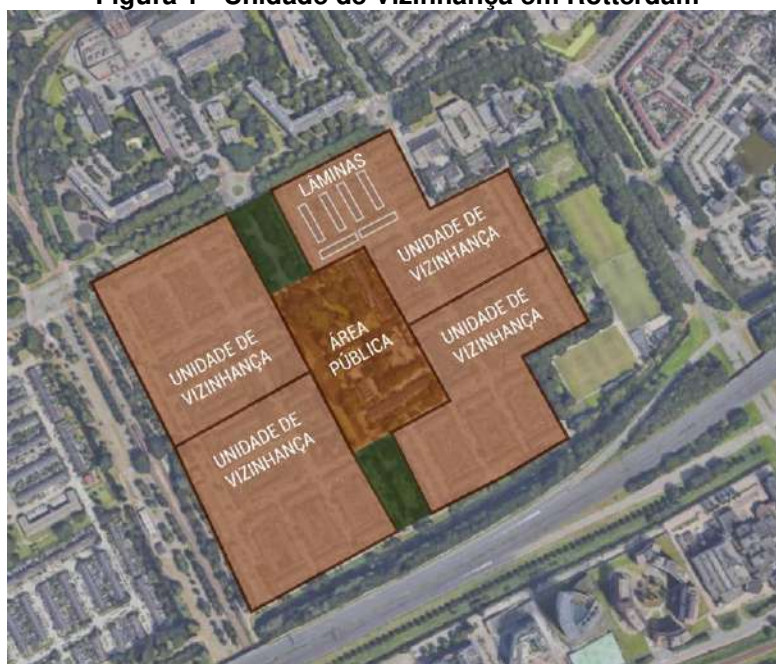 Figura 1 - Unidade de Vizinhança em Rotterdam
LÂMINAS
UNIDADE DE
VIZINHANÇA
UNIDADE DE
VIZINHANÇA
ÁREA
PÚBLICA
UNIDADE DE
VIZINHANÇA
UNIDADE DE
VIZINHANÇA